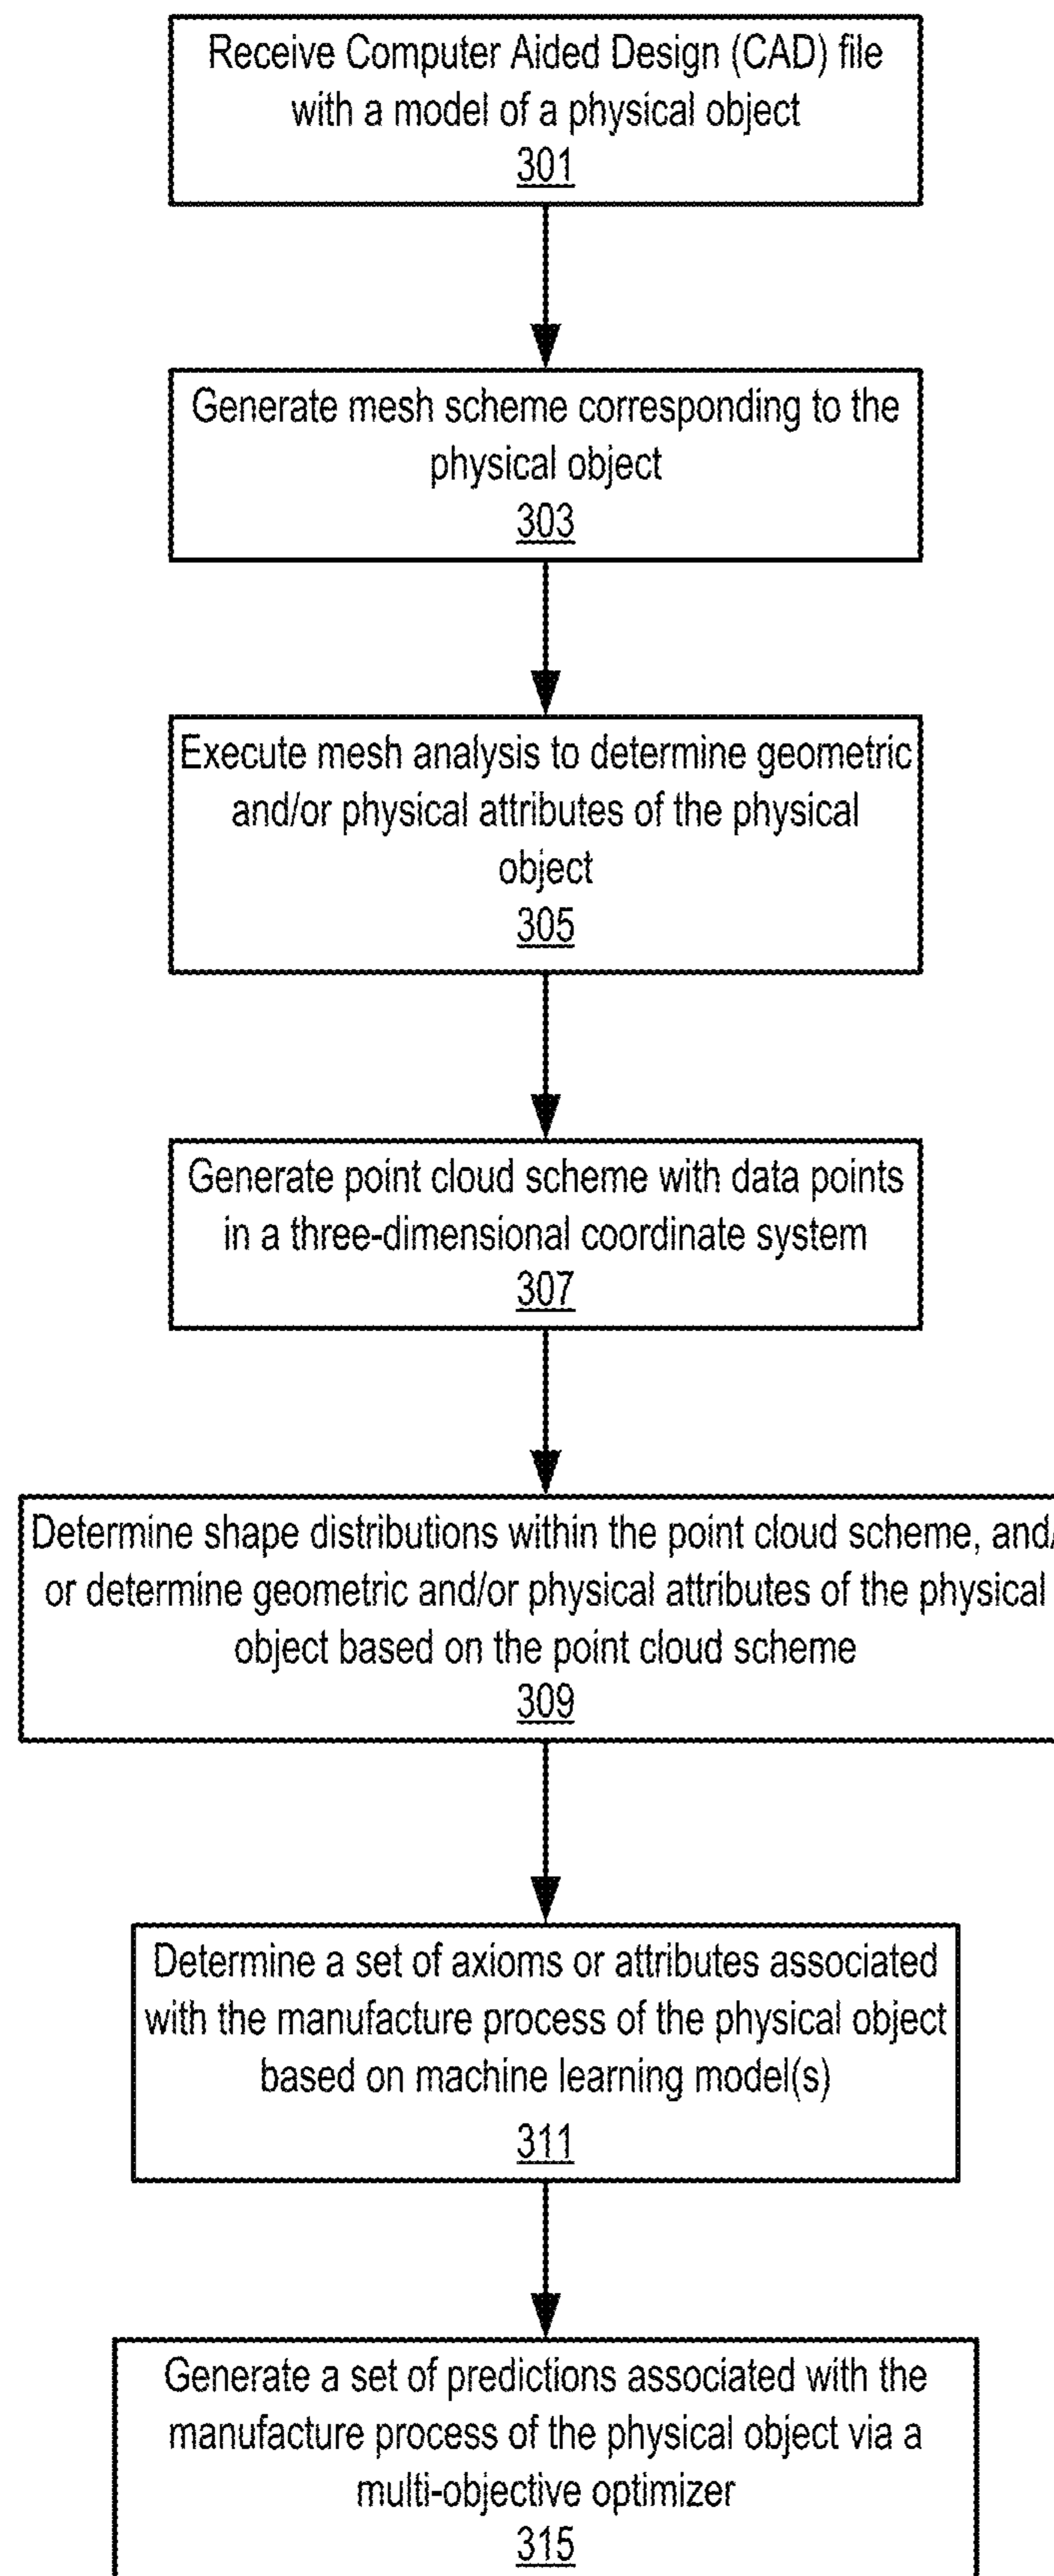 Receive Computer Aided Design (CAD) file
with a model of a physical object
301
Generate mesh scheme corresponding to the
physical object
303
Execute mesh analysis to determine geometric
and/or physical attributes of the physical
object
305
Generate point cloud scheme with data points
in a three-dimensional coordinate system
307
Determine shape distributions within the point cloud scheme, and/
or determine geometric and/or physical attributes of the physical
object based on the point cloud scheme
309
Determine a set of axioms or attributes associated
with the manufacture process of the physical object
based on machine learning model(s)
311
Generate a set of predictions associated with the
manufacture process of the physical object via a
multi-objective optimizer
315